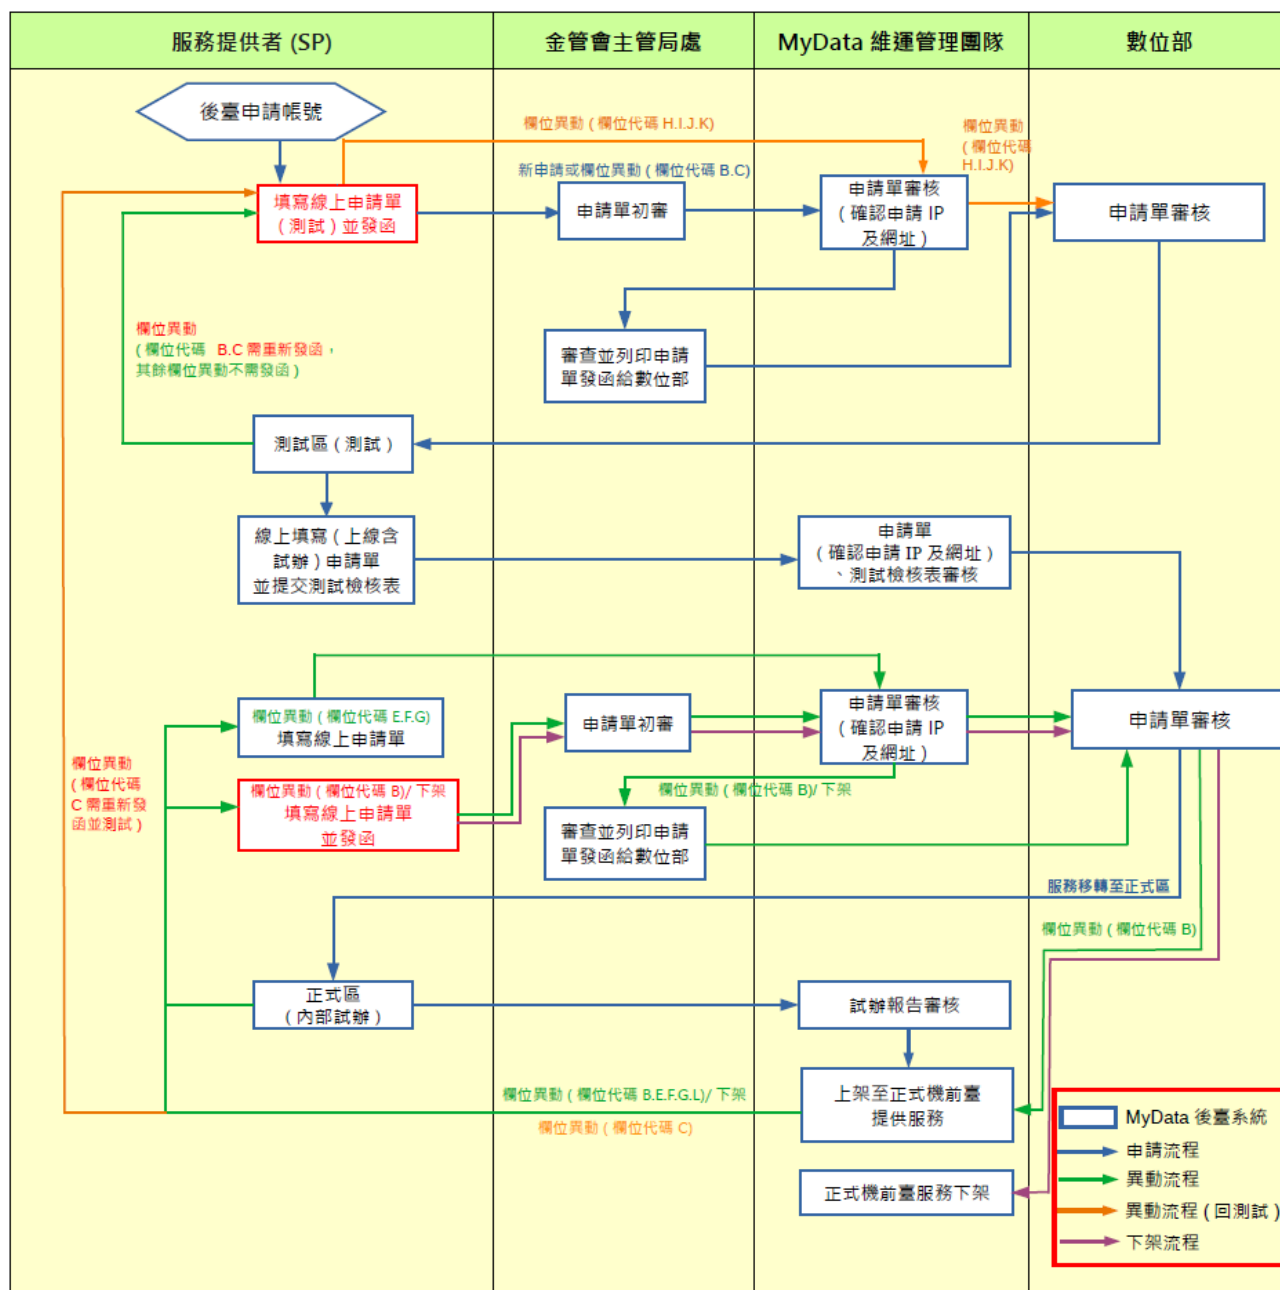 服務提供者 (SP)
金管會主管局處
MyData 維運管理團隊
數位部
後臺申請帳號
欄位異動 ( 欄位代碼 H.I.J.K)
欄位異動
( 欄位代碼
H.I.J.K)
新申請或欄位異動 ( 欄位代碼 B.C)
填寫線上申請單
( 測試 ) 並發函
申請單初審
申請單審核
( 確認申請 IP
及網址 )
申請單審核
欄位異動
( 欄位代碼 B.C 需重新發函，
其餘欄位異動不需發函 )
審查並列印申請
單發函給數位部
測試區 ( 測試 )
線上填寫 ( 上線含
試辦 ) 申請單
並提交測試檢核表
申請單
( 確認申請 IP 及網址 )
、測試檢核表審核
欄位異動 ( 欄位代碼 E.F.G)
填寫線上申請單
申請單初審
申請單審核
( 確認申請 IP
及網址 )
申請單審核
欄位異動
( 欄位代碼
C 需重新發
函並測試 )
欄位異動 ( 欄位代碼 B)/ 下架
填寫線上申請單
並發函
欄位異動 ( 欄位代碼 B)/ 下架
審查並列印申請
單發函給數位部
服務移轉至正式區
欄位異動 ( 欄位代碼 B)
正式區
( 內部試辦 )
試辦報告審核
欄位異動 ( 欄位代碼 B.E.F.G.L)/ 下架
欄位異動 ( 欄位代碼 C)
上架至正式機前臺
提供服務
正式機前臺服務下架
MyData 後臺系統
申請流程
異動流程
異動流程 ( 回測試 )
下架流程